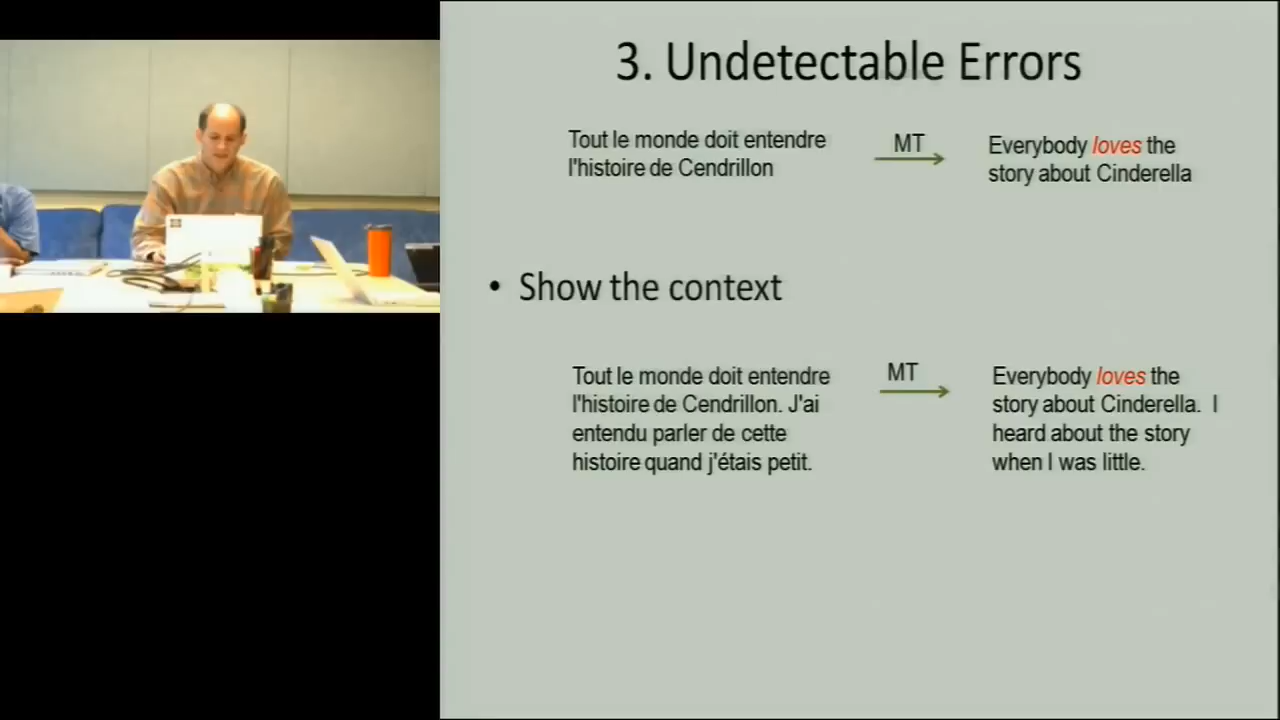 3. Undetectable Errors
Tout le monde doit entendre
l'histoire de Cendrillon
MT
Everybody loves the
story about Cinderella
• Show the context
Tout le monde doit entendre
l'histoire de Cendrillon. J'ai
entendu parler de cette
histoire quand j'étais petit.
MT
Everybody loves the
story about Cinderella. I
heard about the story
when I was little.